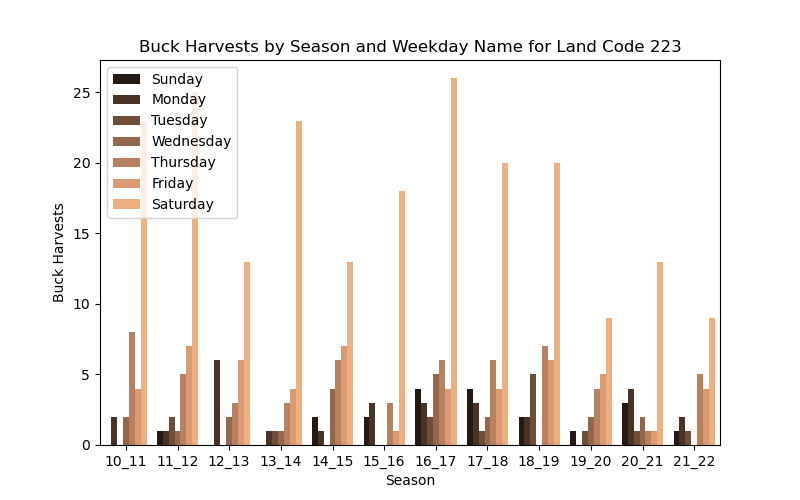 Buck Harvests by Season and Weekday Name for Land Code 223
Sunday
Monday
Tuesday
Wednesday
Thursday
Friday
Saturday
25
20
15
10
5
0
Buck Harvests
10_11 11_12 12_13 13_14 14_15 15_16 16_17 17_18 18_19 19_20 20_21 21_22
Season